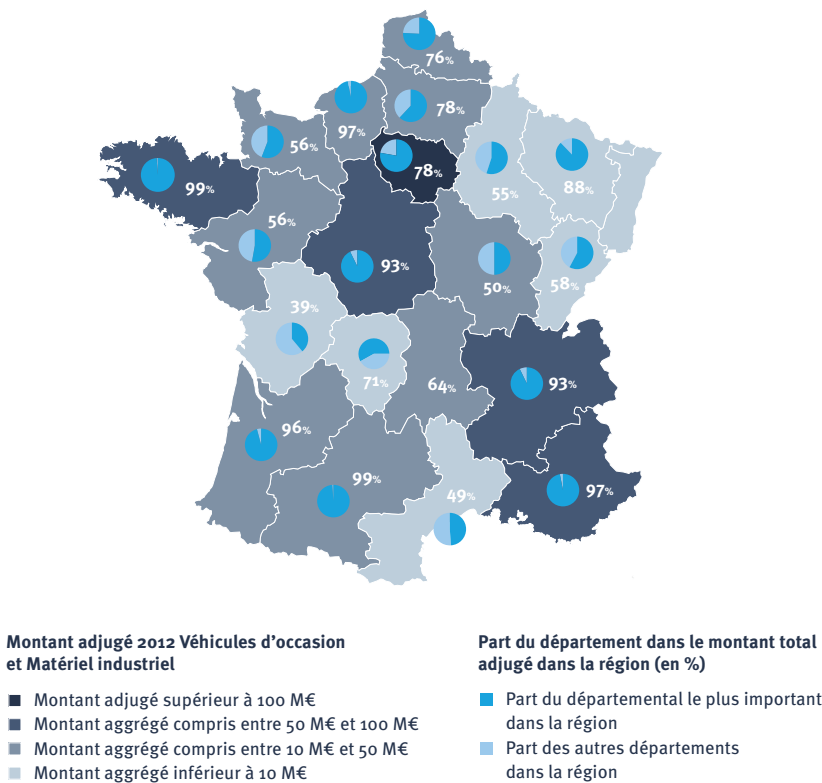 76%
78%
97%
56%
78%
55%
88%
99%
56%
93%
50%
58%
39%
71%
64%
93%
96%
99%
49%
97%
Montant adjugé 2012 Véhicules d’occasion
et Matériel industriel
Montant adjugé supérieur à 100 M€
Montant aggrégé compris entre 50 M€ et 100 M€
Montant aggrégé compris entre 10 M€ et 50 M€
Montant aggrégé inférieur à 10 M€
Part du département dans le montant total
adjugé dans la région (en %)
Part du départemental le plus important
dans la région
Part des autres départements
dans la région